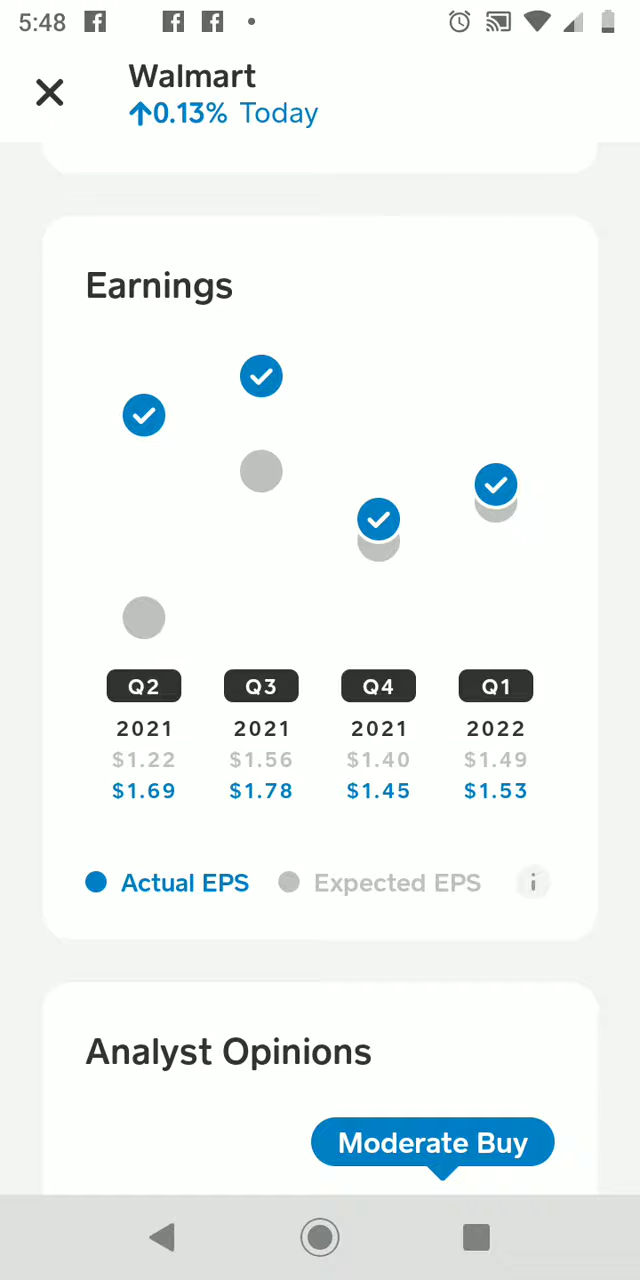 5:48
Walmart
↑0.13% Today
Earnings
Q2 Q3 Q4 Q1
2021 2021 2021 2022
$1.22 $1.56 $1.40 $1.49
$1.69 $1.78 $1.45 $1.53
Actual EPS Expected EPS i
Analyst Opinions
Moderate Buy